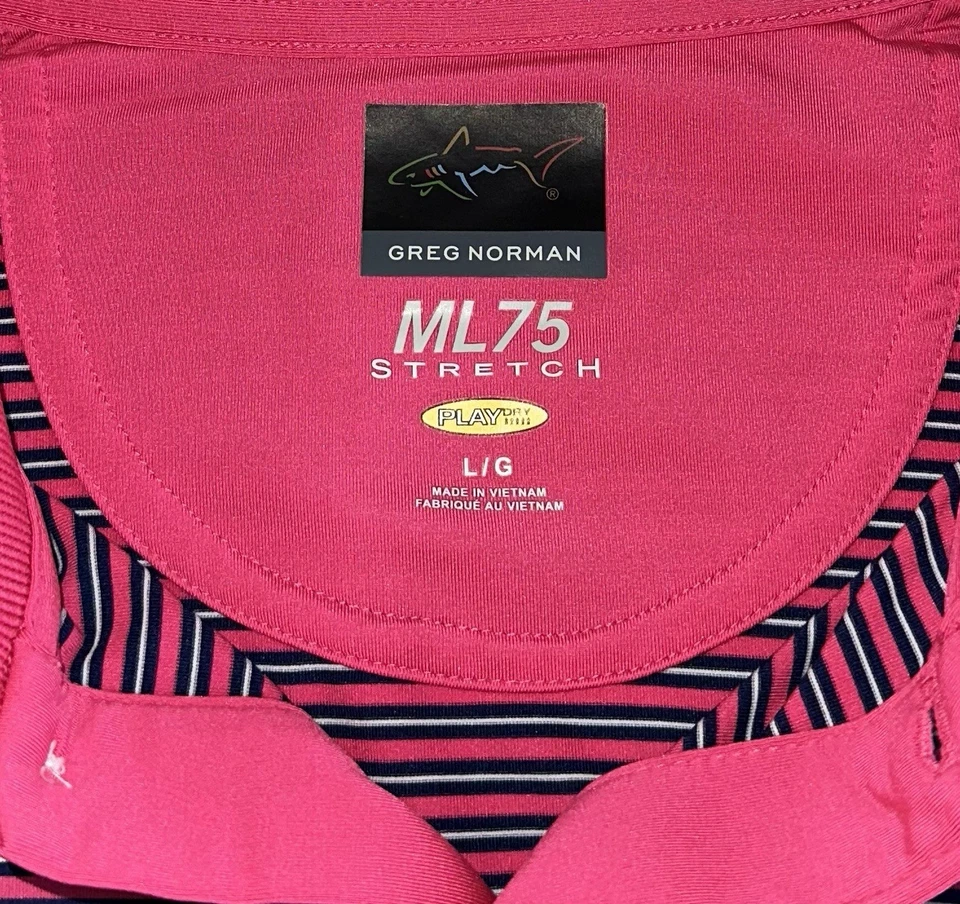 ®
GREG NORMAN
ML75
STRETCH
PLAY DRY
L/G
MADE IN VIETNAM
FABRIQUÉ AU VIETNAM